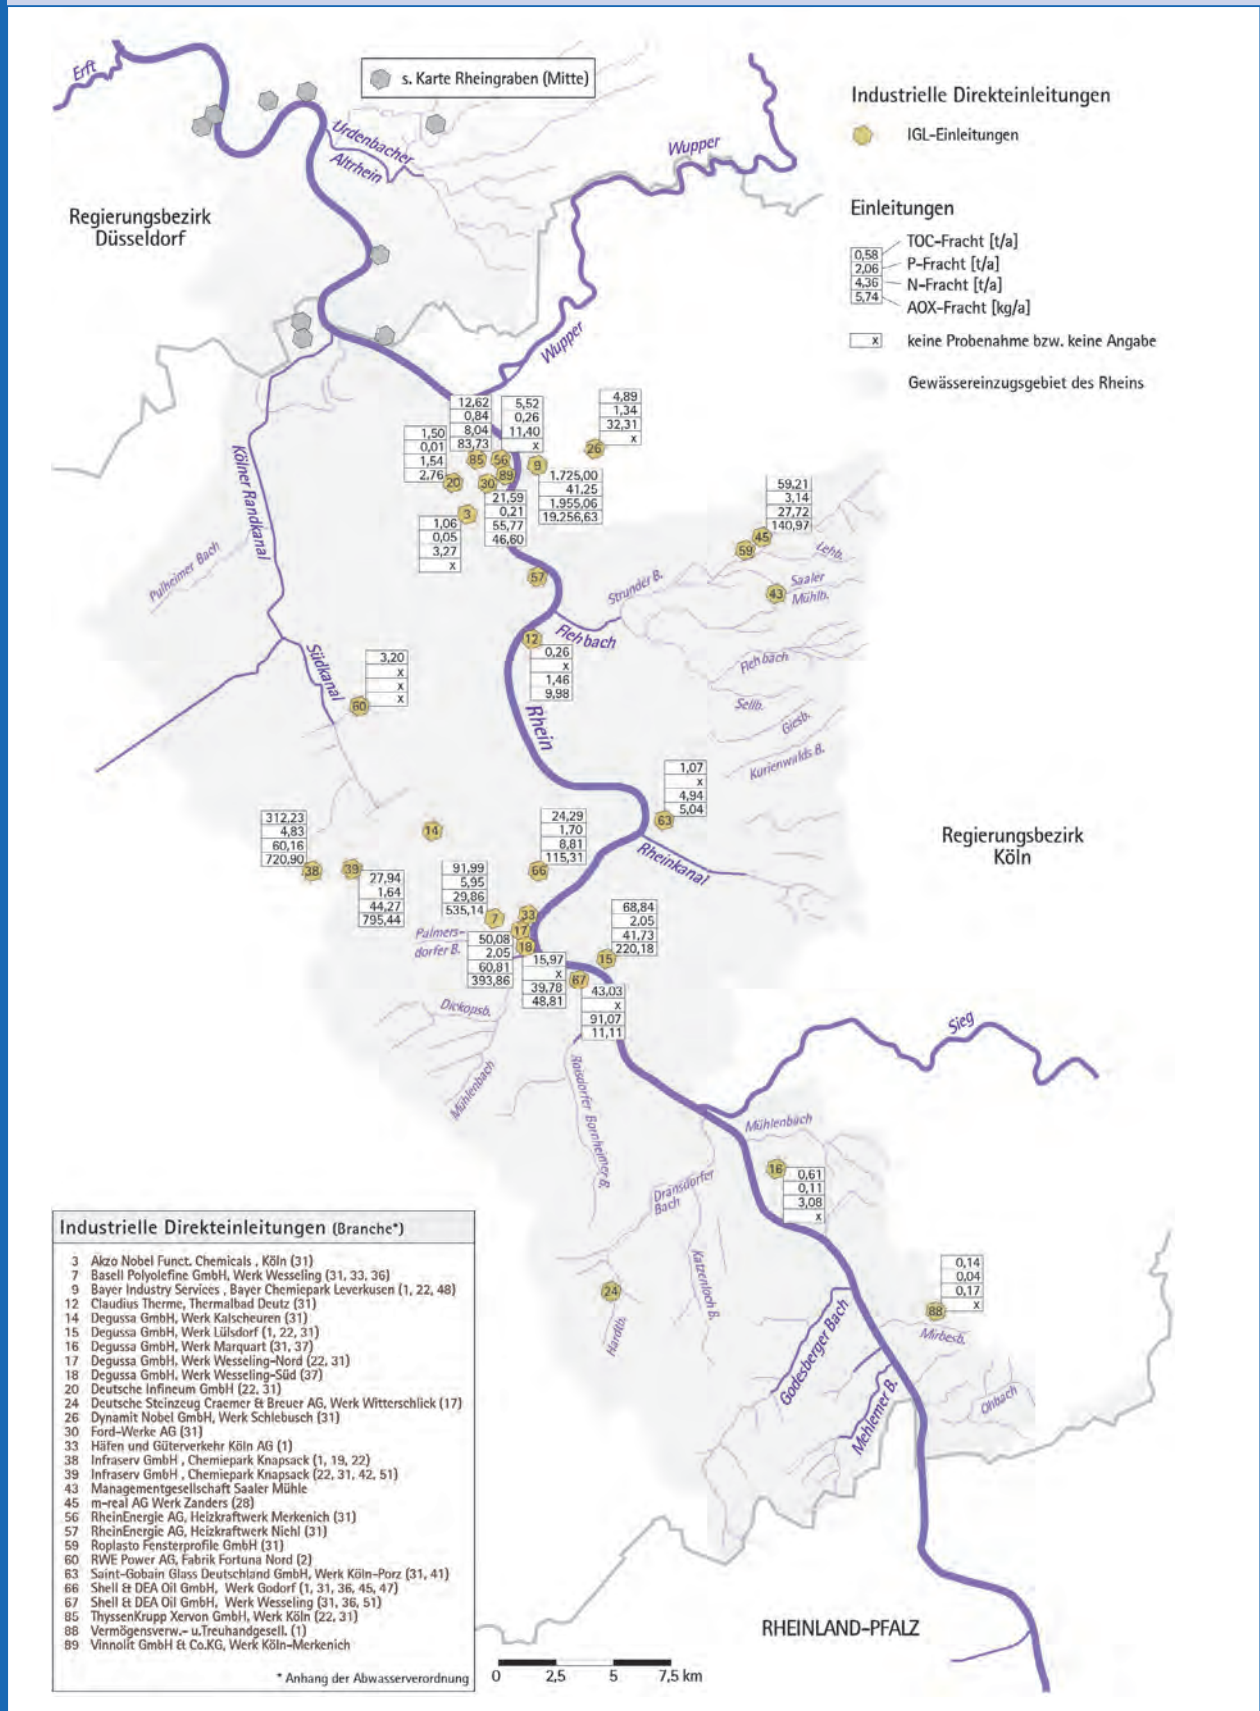 Erft
s. Karte Rheingraben (Mitte)
Urdenbacher
Altrhein
Wupper
Regierungsbezirk
Düsseldorf
Industrielle Direkteinleitungen
IGL-Einleitungen
Einleitungen
0,58
2,06
4,36
5,74
TOC-Fracht [t/a]
P-Fracht [t/a]
N-Fracht [t/a]
AOX-Fracht [kg/a]
x
keine Probenahme bzw. keine Angabe
Gewässereinzugsgebiet des Rheins
Wupper
Kölner Randkanal
Pulheimer Bach
12,62
0,84
8,04
83,73
5,52
0,26
11,40
x
4,89
1,34
32,31
x
1,50
0,01
1,54
2,76
85
56
9
26
20
30
89
3
1.725,00
41,25
1.955,06
19.256,63
21,59
0,21
55,77
46,60
1,06
0,05
3,27
x
59,21
3,14
27,72
140,97
45
59
43
Lehb.
Saaler
Mühlb.
57
Strunder B.
Flehbach
12
0,26
x
1,46
9,98
Flehbach
Sellb.
Giesb.
Kurienwalds B.
Südkanal
3,20
x
x
x
60
Rhein
1,07
x
4,94
5,04
63
Rheinkanal
Regierungsbezirk
Köln
312,23
4,83
60,16
720,90
38
39
27,94
1,64
44,27
795,44
14
24,29
1,70
8,81
115,31
66
91,99
5,95
29,86
535,14
7
33
17
18
Palmers-
dorfer B.
50,08
2,05
60,81
393,86
15,97
x
39,78
48,81
68,84
2,05
41,73
220,18
15
67
43,03
x
91,07
11,11
Dickopsb.
Mühlenbach
Roisdorfer Bornheimer B.
Sieg
Mühlenbach
16
0,61
0,11
3,08
x
Dransdorfer
Bach
Katzenloch B.
24
Hardtb.
0,14
0,04
0,17
x
88
Mirbesb.
Godesberger Bach
Mehlemer B.
Ohbach
Industrielle Direkteinleitungen (Branche*)
3 Akzo Nobel Funct. Chemicals , Köln (31)
7 Basell Polyolefine GmbH, Werk Wesseling (31, 33, 36)
9 Bayer Industry Services , Bayer Chemiepark Leverkusen (1, 22, 48)
12 Claudius Therme, Thermalbad Deutz (31)
14 Degussa GmbH, Werk Kalscheuren (31)
15 Degussa GmbH, Werk Lülsdorf (1, 22, 31)
16 Degussa GmbH, Werk Marquart (31, 37)
17 Degussa GmbH, Werk Wesseling-Nord (22, 31)
18 Degussa GmbH, Werk Wesseling-Süd (37)
20 Deutsche Infineum GmbH (22, 31)
24 Deutsche Steinzeug Craemer & Breuer AG, Werk Witterschlick (17)
26 Dynamit Nobel GmbH, Werk Schlebusch (31)
30 Ford-Werke AG (31)
33 Häfen und Güterverkehr Köln AG (1)
38 Infraserv GmbH , Chemiepark Knapsack (1, 19, 22)
39 Infraserv GmbH , Chemiepark Knapsack (22, 31, 42, 51)
43 Managementgesellschaft Saaler Mühle
45 m-real AG Werk Zanders (28)
56 RheinEnergie AG, Heizkraftwerk Merkenich (31)
57 RheinEnergie AG, Heizkraftwerk Niehl (31)
59 Roplasto Fensterprofile GmbH (31)
60 RWE Power AG, Fabrik Fortuna Nord (2)
63 Saint-Gobain Glass Deutschland GmbH, Werk Köln-Porz (31, 41)
66 Shell & DEA Oil GmbH, Werk Godorf (1, 31, 36, 45, 47)
67 Shell & DEA Oil GmbH, Werk Wesseling (31, 36, 51)
85 ThyssenKrupp Xervon GmbH, Werk Köln (22, 31)
88 Vermögensverw.- u.Treuhandgesell. (1)
89 Vinnolit GmbH & Co.KG, Werk Köln-Merkenich
* Anhang der Abwasserverordnung
0 2,5 5 7,5 km
RHEINLAND-PFALZ